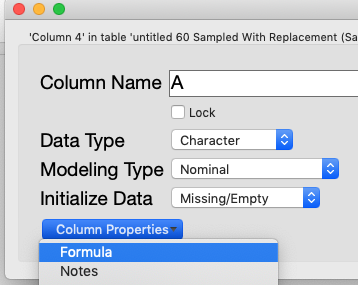 'Column 4' in table 'untitled 60 Sampled With Replacement (Sa
Column Name A
Lock
Data Type Character
Modeling Type Nominal
Initialize Data Missing/Empty
Column Properties
Formula
Notes